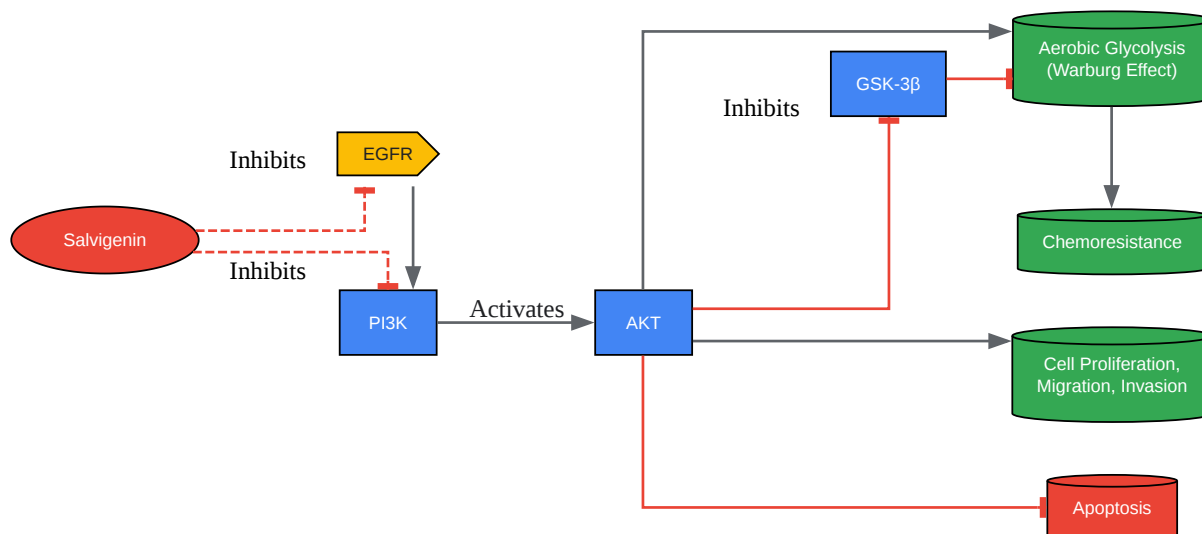 Aerobic Glycolysis
(Warburg Effect)
GSK-3β
Inhibits
EGFR
Inhibits
Salvigenin
Chemoresistance
Inhibits
PI3K
Activates
AKT
Cell Proliferation,
Migration, Invasion
Apoptosis